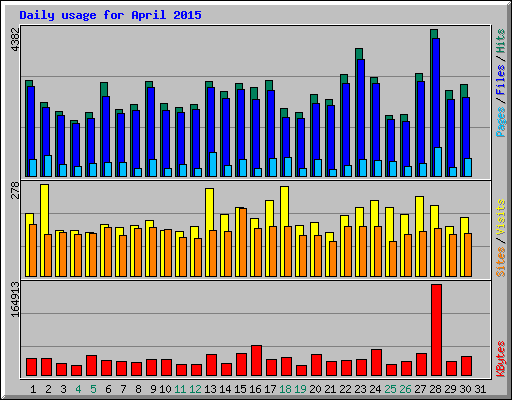 Daily usage for April 2015
4382
Pages / Files / Hits
278
Sites / Visits
164913
KBytes
1 2 3 4 5 6 7 8 9 10 11 12 13 14 15 16 17 18 19 20 21 22 23 24 25 26 27 28 29 30 31